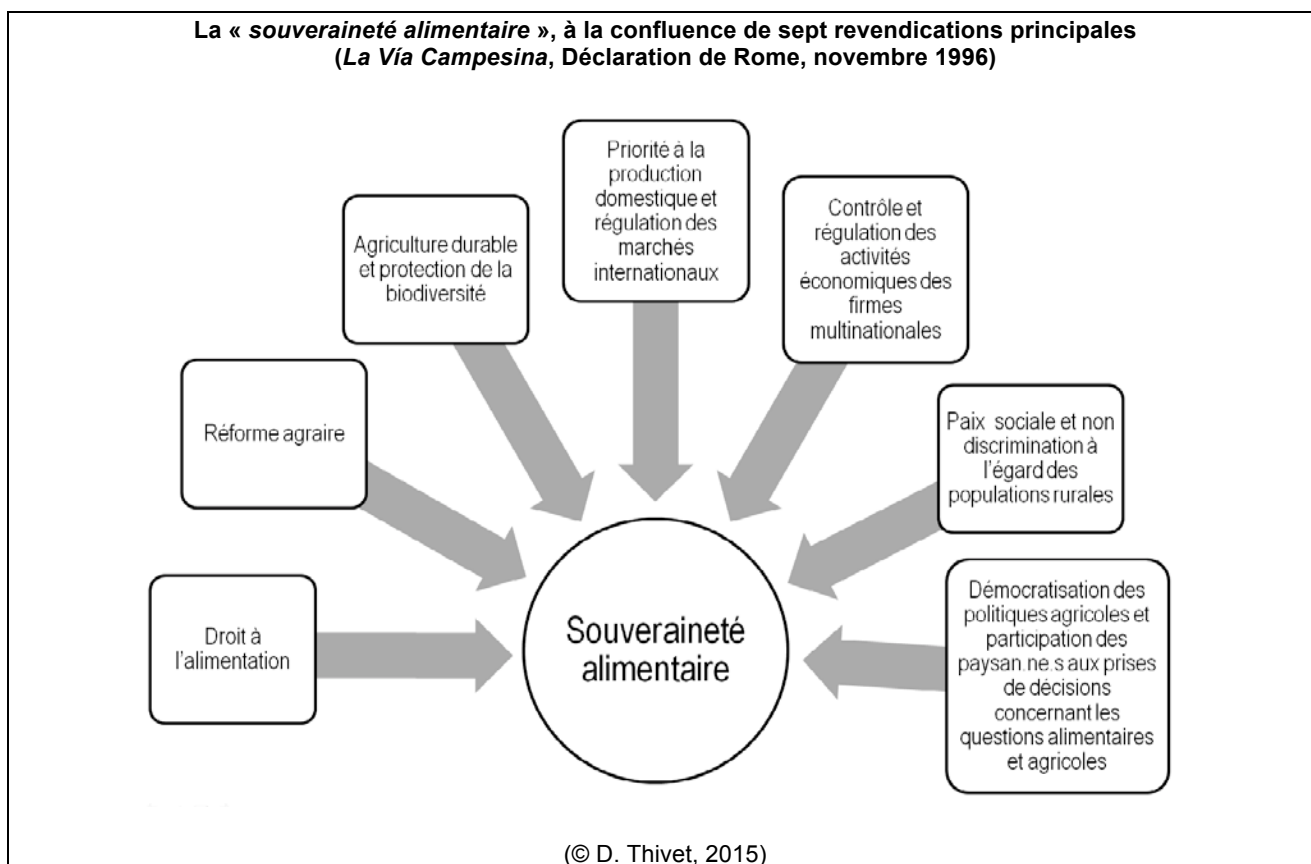 La « souveraineté alimentaire », à la confluence de sept revendications principales
(La Vía Campesina, Déclaration de Rome, novembre 1996)
Droit à
l'alimentation
Réforme agraire
Agriculture durable
et protection de la
biodiversité
Priorité à la
production
domestique et
régulation des
marchés
internationaux
Contrôle et
régulation des
activités
économiques des
firmes
multinationales
Paix sociale et non
discrimination à
l'égard des
populations rurales
Démocratisation des
politiques agricoles et
participation des
paysan.ne.s aux prises
de décisions
concernant les
questions alimentaires
et agricoles
Souveraineté
alimentaire
(© D. Thivet, 2015)